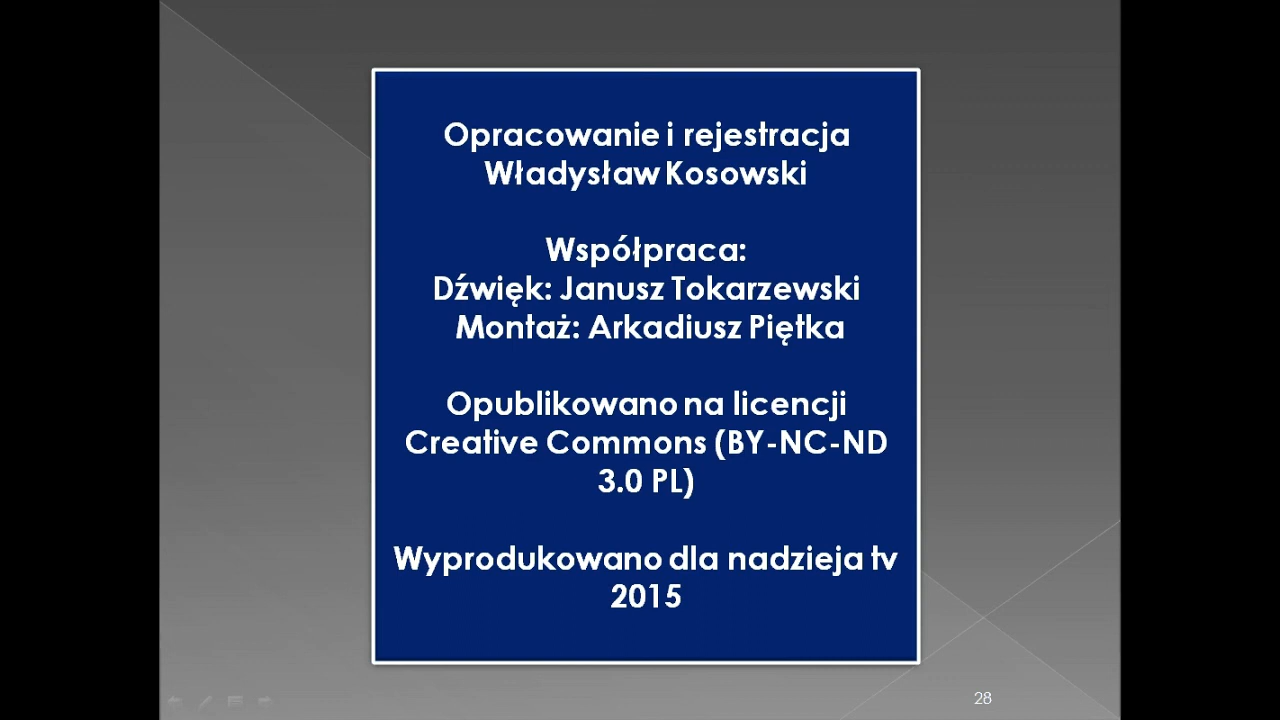 Opracowanie i rejestracja
Władysław Kosowski
Współpraca:
Dźwięk: Janusz Tokarzewski
Montaż: Arkadiusz Piętka
Opublikowano na licencji
Creative Commons (BY-NC-ND
3.0 PL)
Wyprodukowano dla nadzieja tv
2015
28